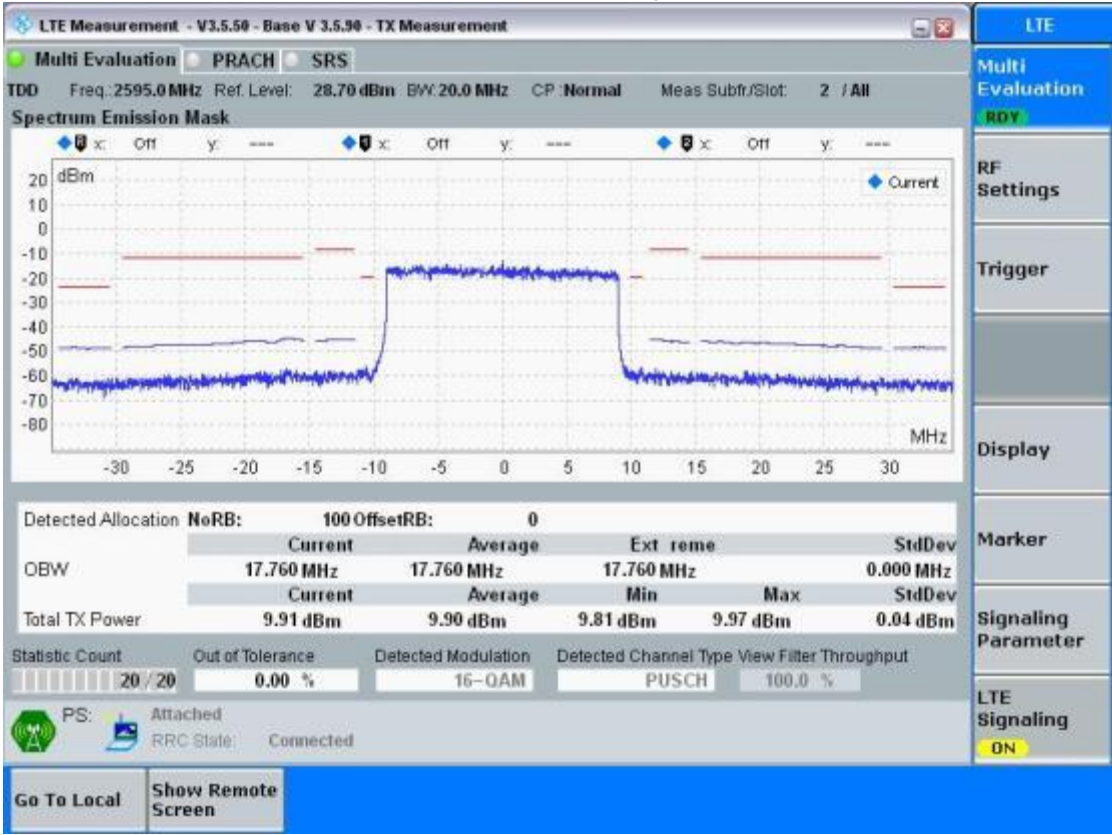 LTE Measurement - V3.5.50 - Base V 3.5.90 - TX Measurement
LTE
Multi Evaluation PRACH SRS
TDD Freq.:2595.0 MHz Ref. Level: 28.70 dBm BW:20.0 MHz CP :Normal Meas Subfr./Slot: 2 / All
Spectrum Emission Mask
x: Off y: --- x: Off y: --- x: Off y: ---
dBm
Current
20
10
0
-10
-20
-30
-40
-50
-60
-70
-80
MHz
-30 -25 -20 -15 -10 -5 0 5 10 15 20 25 30
Detected Allocation NoRB: 100 OffsetRB: 0
Current Average Ext reme StdDev
OBW 17.760 MHz 17.760 MHz 17.760 MHz 0.000 MHz
Current Average Min Max StdDev
Total TX Power 9.91 dBm 9.90 dBm 9.81 dBm 9.97 dBm 0.04 dBm
Statistic Count Out of Tolerance Detected Modulation Detected Channel Type View Filter Throughput
20 / 20 0.00 % 16-QAM PUSCH 100.0 %
PS: Attached
RRC State: Connected
Multi
Evaluation
RDY
RF
Settings
Trigger
Display
Marker
Signaling
Parameter
LTE
Signaling
ON
Go To Local
Show Remote
Screen